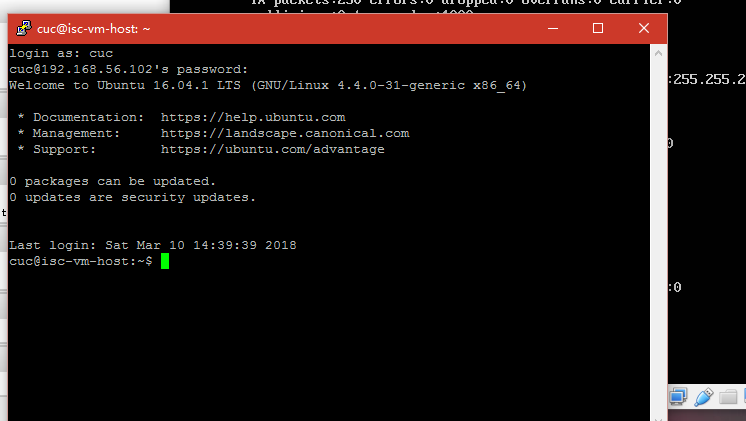 TX packets:250 errors:0 dropped:0 overruns:0 carrier:0
cuc@isc-vm-host: ~
login as: cuc
cuc@192.168.56.102's password:
Welcome to Ubuntu 16.04.1 LTS (GNU/Linux 4.4.0-31-generic x86_64)
:255.255.2
* Documentation:  https://help.ubuntu.com
* Management:     https://landscape.canonical.com
* Support:        https://ubuntu.com/advantage
0 packages can be updated.
0 updates are security updates.
Last login: Sat Mar 10 14:39:39 2018
cuc@isc-vm-host:~$
:0